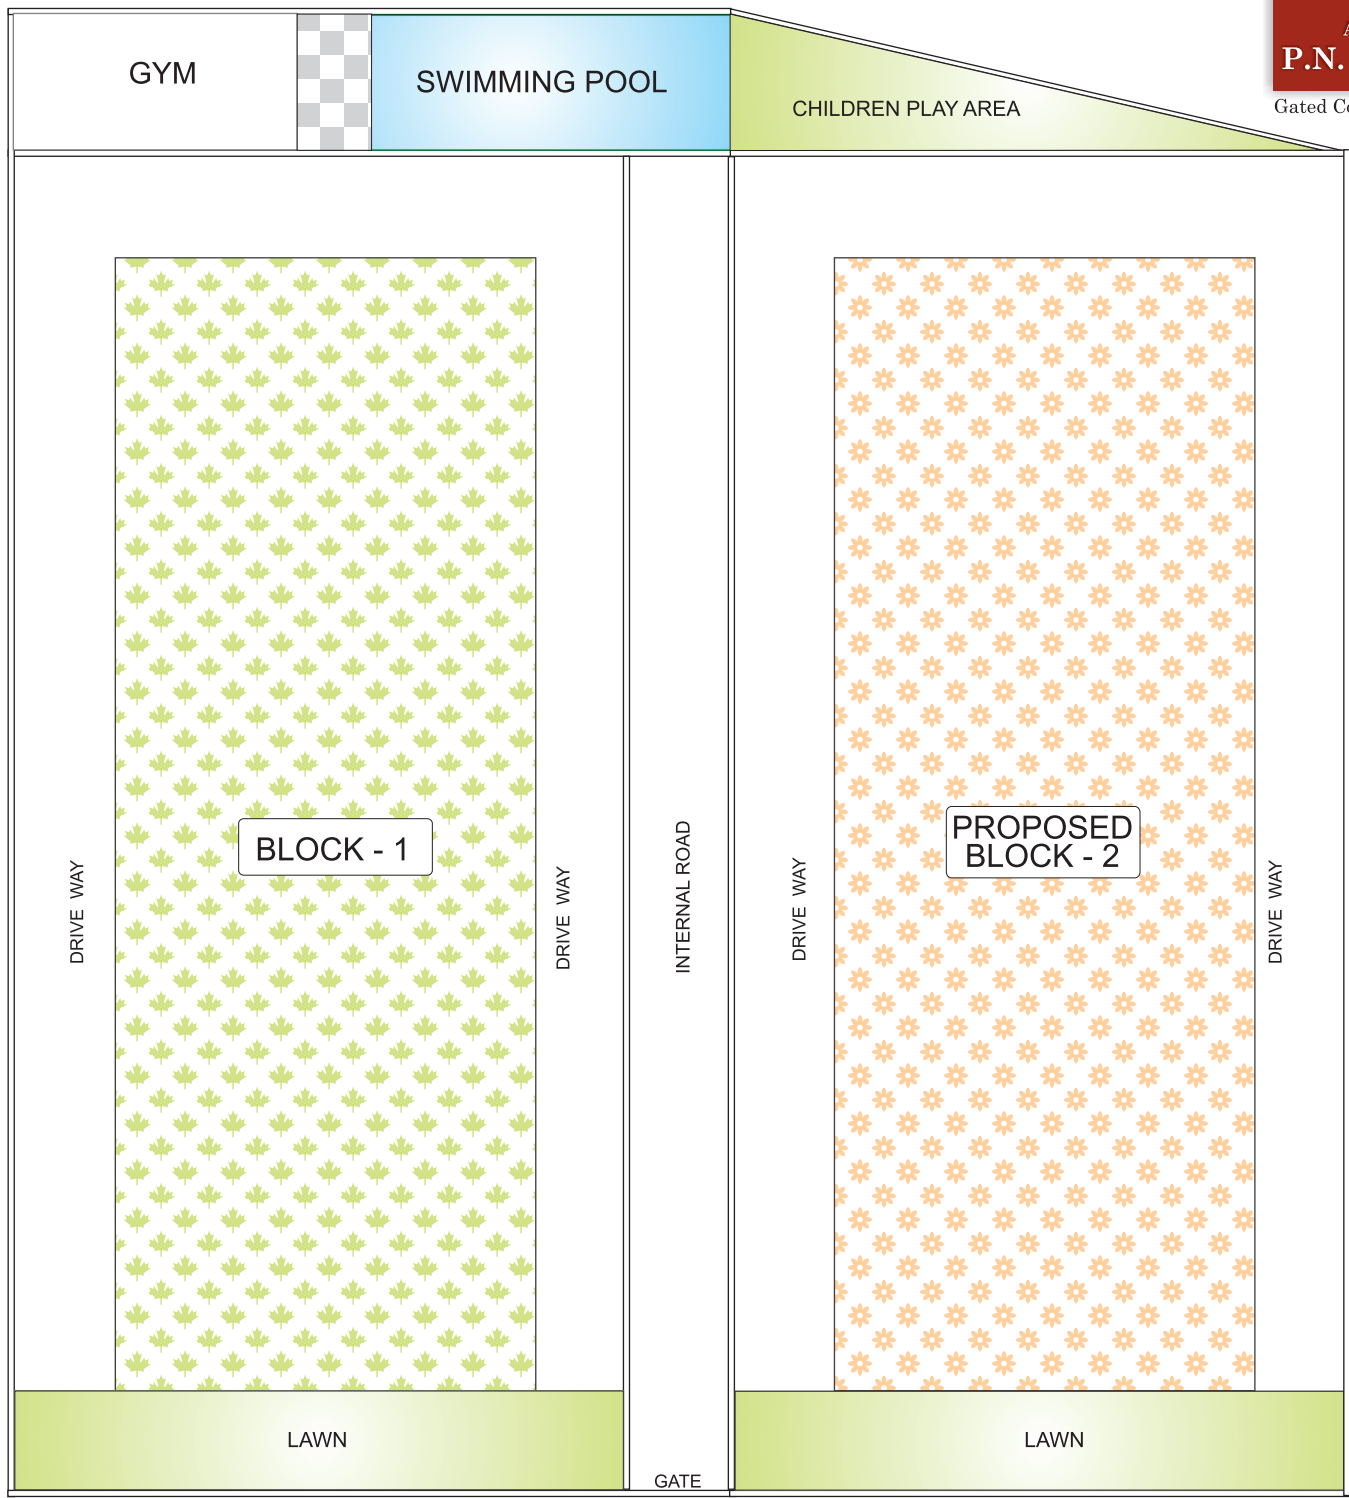 GYM
SWIMMING POOL
CHILDREN PLAY AREA
P.N.
Gated
BLOCK - 1
PROPOSED
BLOCK - 2
DRIVE WAY
DRIVE WAY
INTERNAL ROAD
DRIVE WAY
DRIVE WAY
LAWN
LAWN
GATE